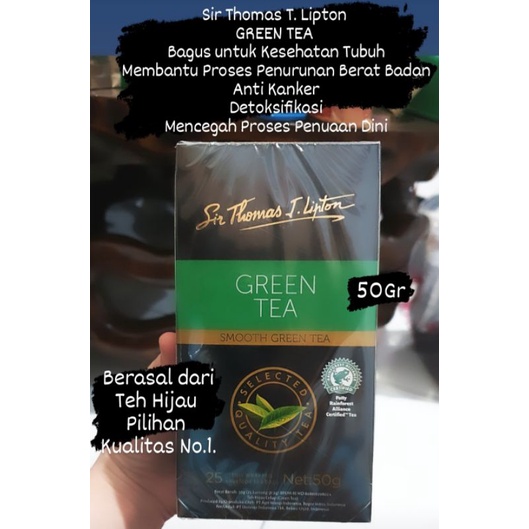 Sir Thomas T. Lipton
GREEN TEA
Bagus untuk Kesehatan Tubuh
Membantu Proses Penurunan Berat Badan
Anti Kanker
Detoksifikasi
Mencegah Proses Penuaan Dini
Sir Thomas J. Lipton
GREEN
TEA
50Gr
SMOOTH GREEN TEA
Berasal dari
Teh Hijau
Pilihan
Kualitas No.1.
SELECTED
QUALITY TEA
CERTIFIED
Fully
Rainforest
Alliance
Certified™ Tea
25
Net.50g